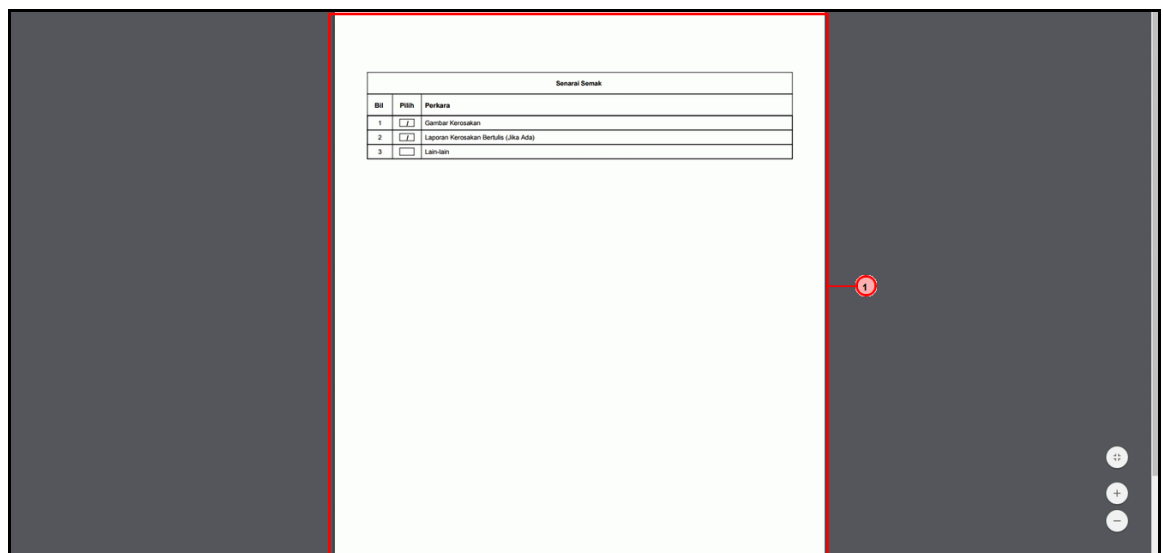 Senarai Semak
Bil Pilih Perkara
1 / Gambar Kerosakan
2 / Laporan Kerosakan Bertulis (Jika Ada)
3 Lain-lain
1